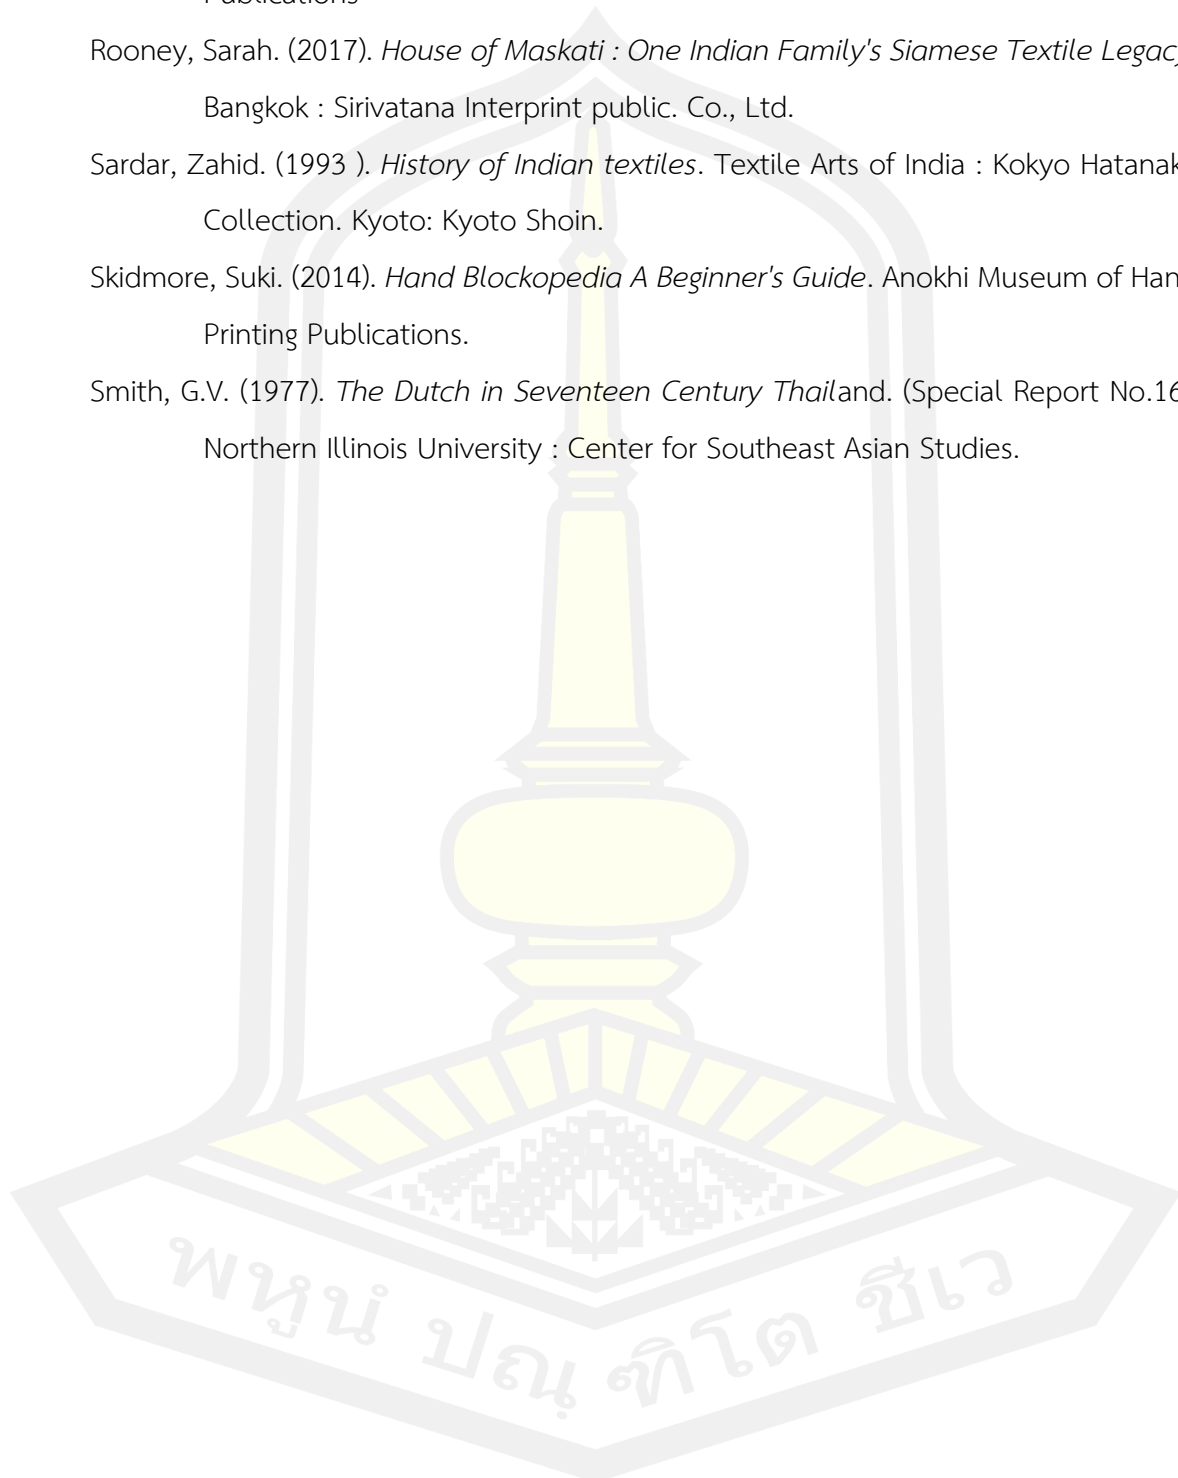 Publications
Rooney, Sarah. (2017). House of Maskati : One Indian Family's Siamese Textile Legacy
Bangkok : Sirivatana Interprint public. Co., Ltd.
Sardar, Zahid. (1993 ). History of Indian textiles. Textile Arts of India : Kokyo Hatanak
Collection. Kyoto: Kyoto Shoin.
Skidmore, Suki. (2014). Hand Blockopedia A Beginner's Guide. Anokhi Museum of Han
Printing Publications.
Smith, G.V. (1977). The Dutch in Seventeen Century Thailand. (Special Report No.16
Northern Illinois University : Center for Southeast Asian Studies.
พหูนํ ปณฺฑิโต ชีเว